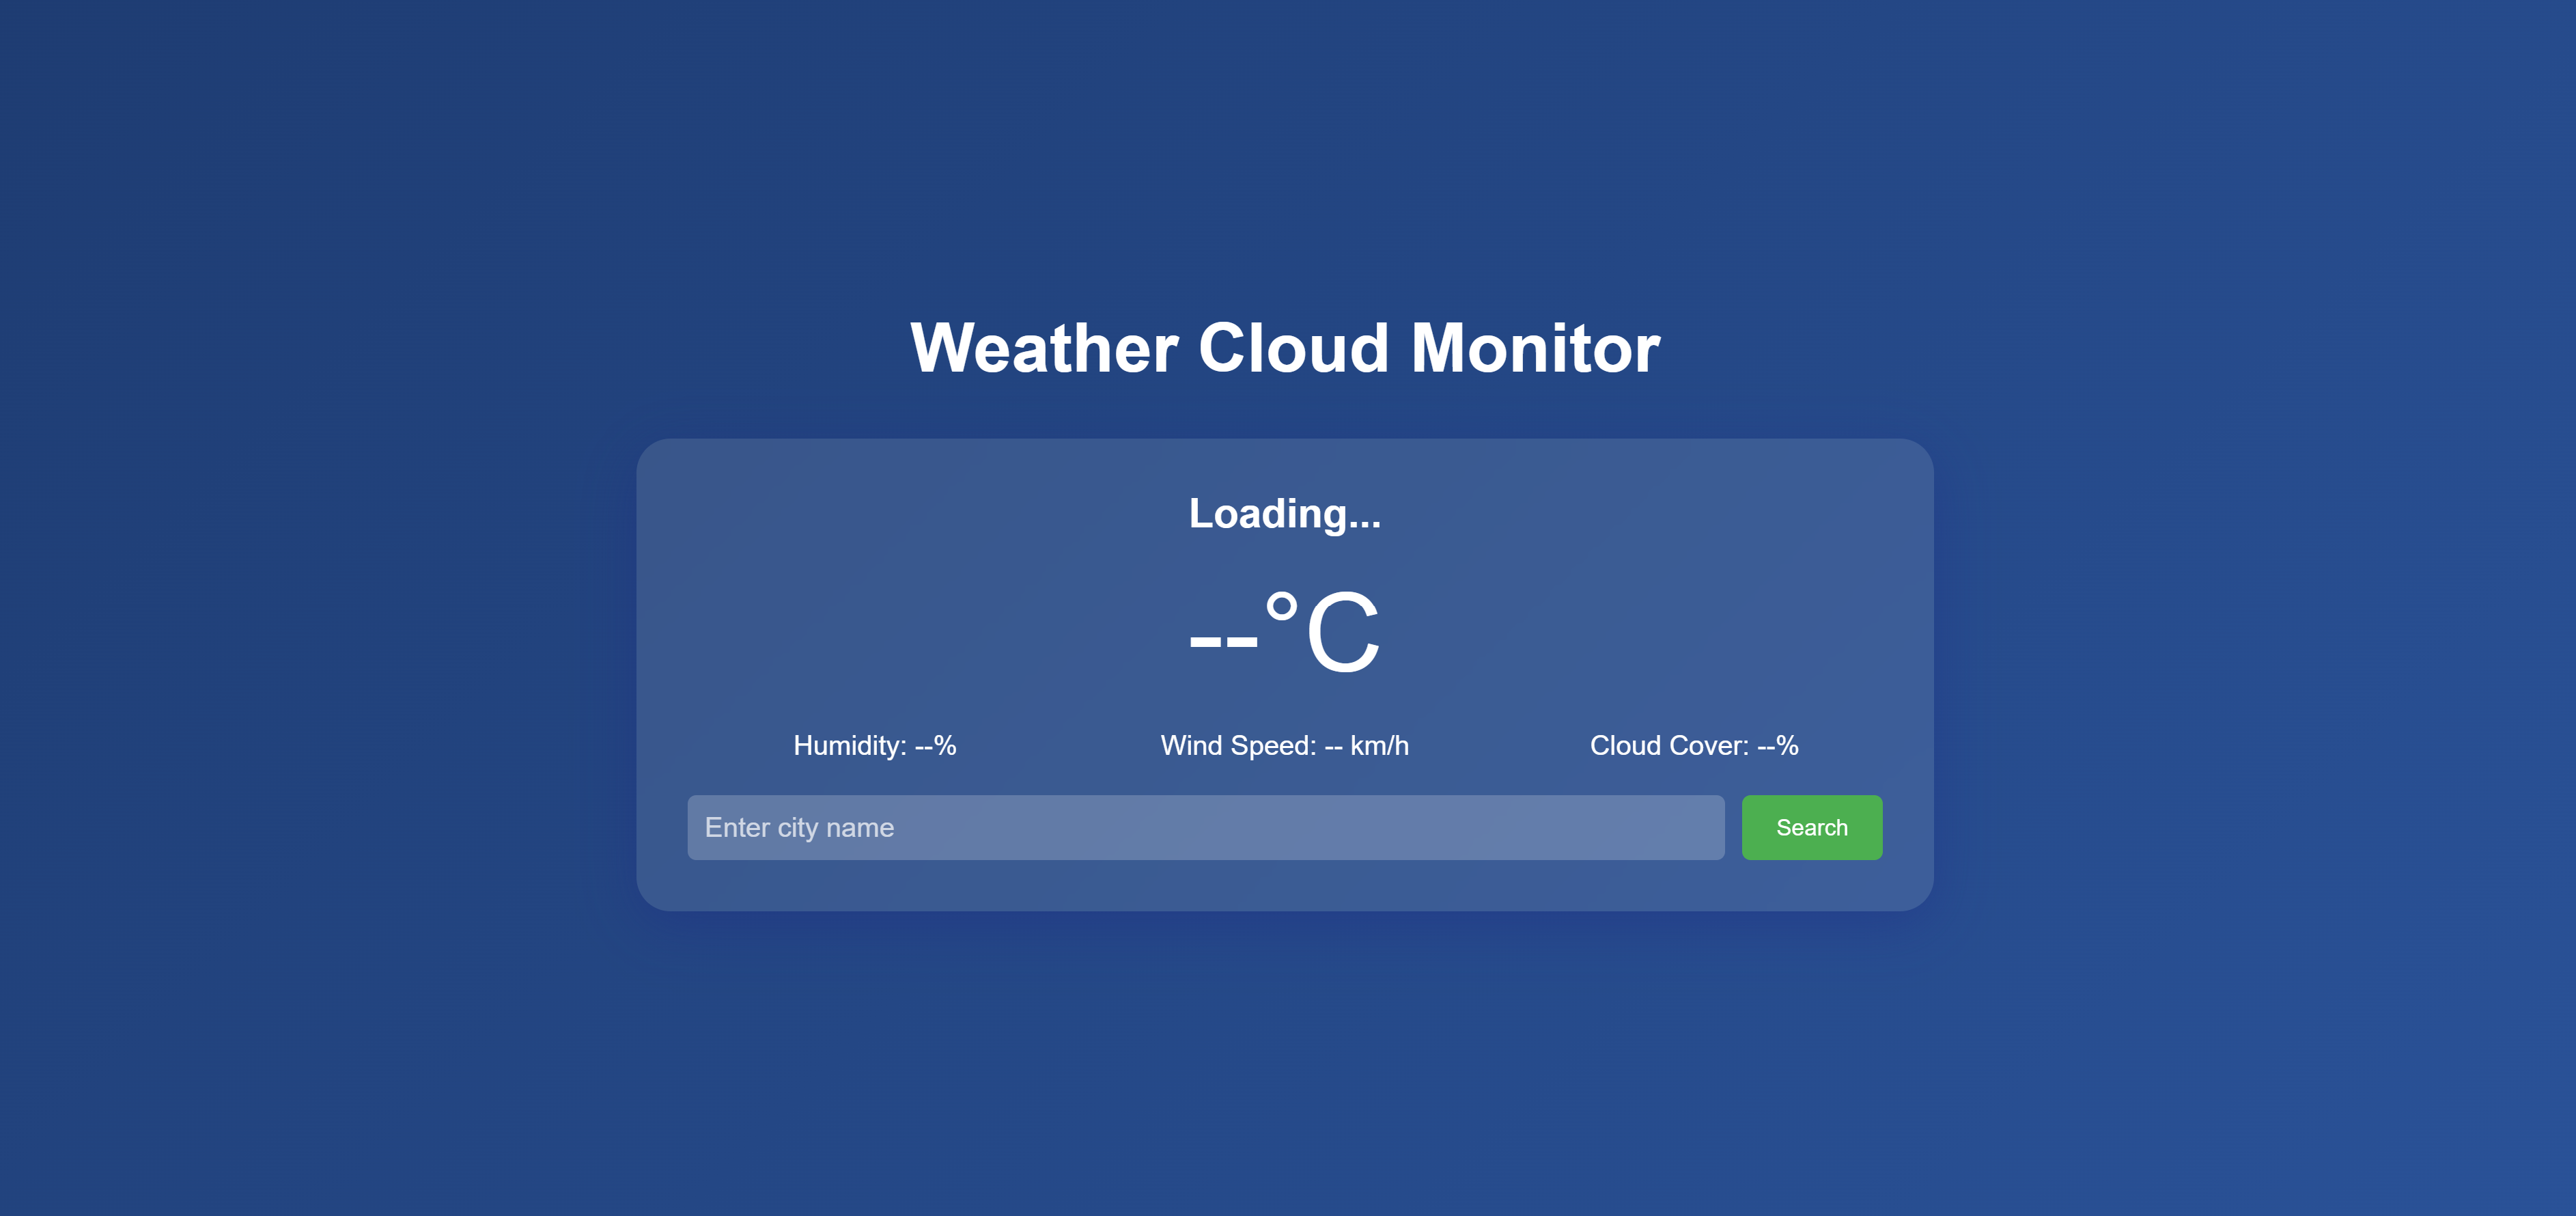 Weather Cloud Monitor
Loading...
--°C
Humidity: --%
Wind Speed: -- km/h
Cloud Cover: --%
Enter city name
Search